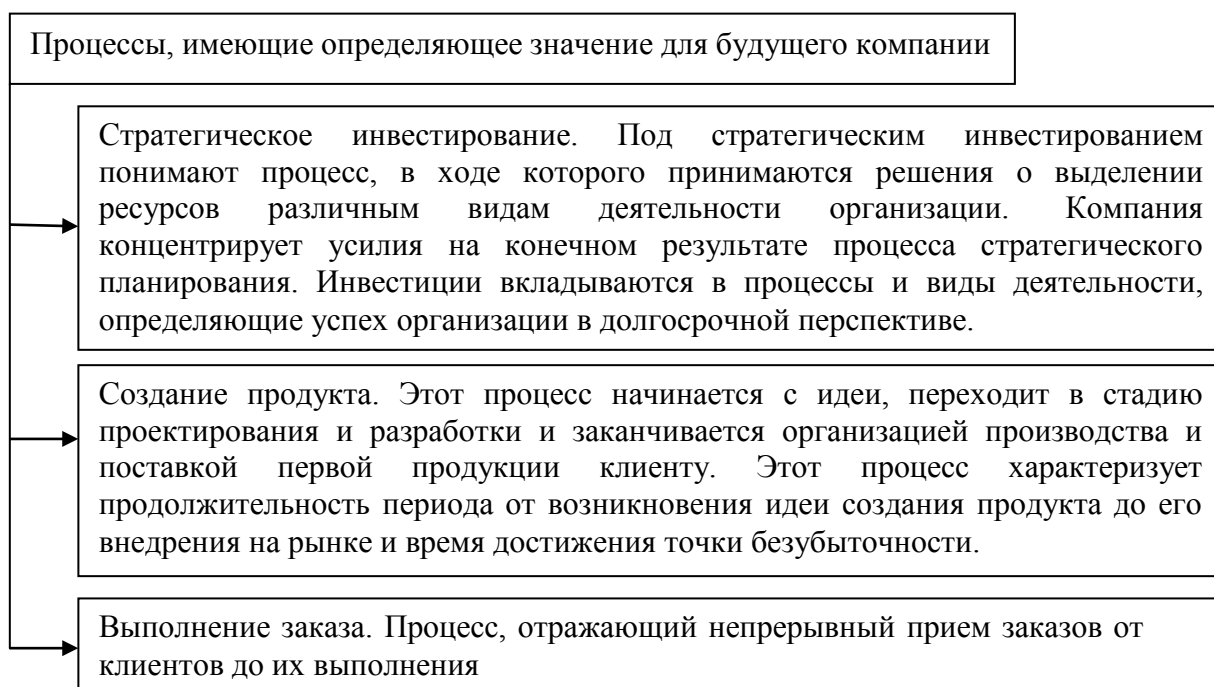 Процессы, имеющие определяющее значение для будущего компании
Стратегическое инвестирование. Под стратегическим инвестированием
понимают процесс, в ходе которого принимаются решения о выделении
ресурсов различным видам деятельности организации. Компания
концентрирует усилия на конечном результате процесса стратегического
планирования. Инвестиции вкладываются в процессы и виды деятельности,
определяющие успех организации в долгосрочной перспективе.
Создание продукта. Этот процесс начинается с идеи, переходит в стадию
проектирования и разработки и заканчивается организацией производства и
поставкой первой продукции клиенту. Этот процесс характеризует
продолжительность периода от возникновения идеи создания продукта до его
внедрения на рынке и время достижения точки безубыточности.
Выполнение заказа. Процесс, отражающий непрерывный прием заказов от
клиентов до их выполнения